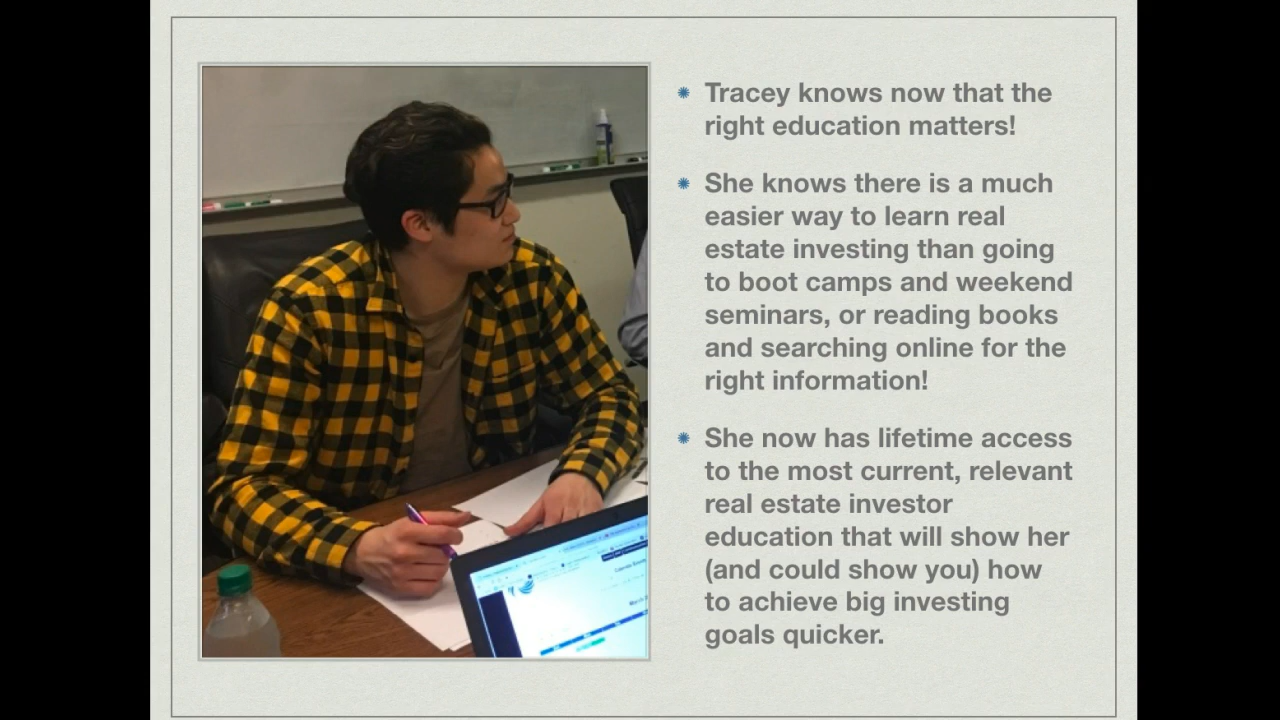 Tracey knows now that the
right education matters!
She knows there is a much
easier way to learn real
estate investing than going
to boot camps and weekend
seminars, or reading books
and searching online for the
right information!
She now has lifetime access
to the most current, relevant
real estate investor
education that will show her
(and could show you) how
to achieve big investing
goals quicker.